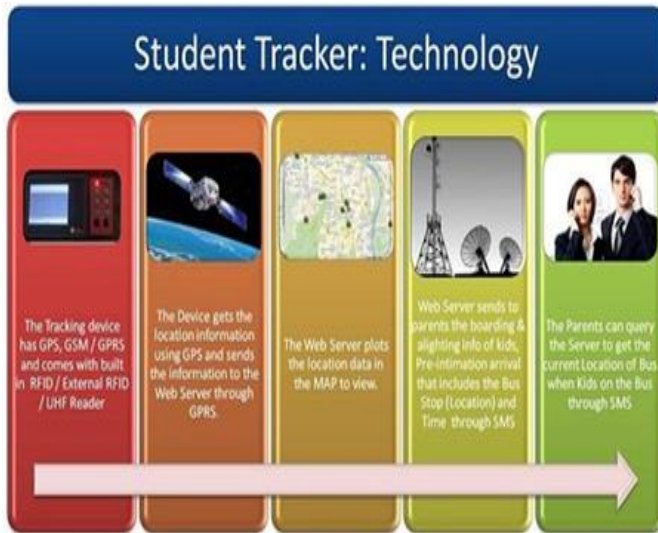 Student Tracker: Technology
The Tracking device
has GPS, GSM / GPRS
and comes with built
in RFID / External RFID
/ UHF Reader
The Device gets the
location information
using GPS and sends
the information to the
Web Server through
GPRS.
The Web Server plots
the location data in
the MAP to view.
Web Server sends to
parents the boarding &
alighting info of kids,
Pre-intimation arrival
that includes the Bus
Stop (Location) and
Time through SMS
The Parents can query
the Server to get the
current Location of Bus
when Kids on the Bus
through SMS